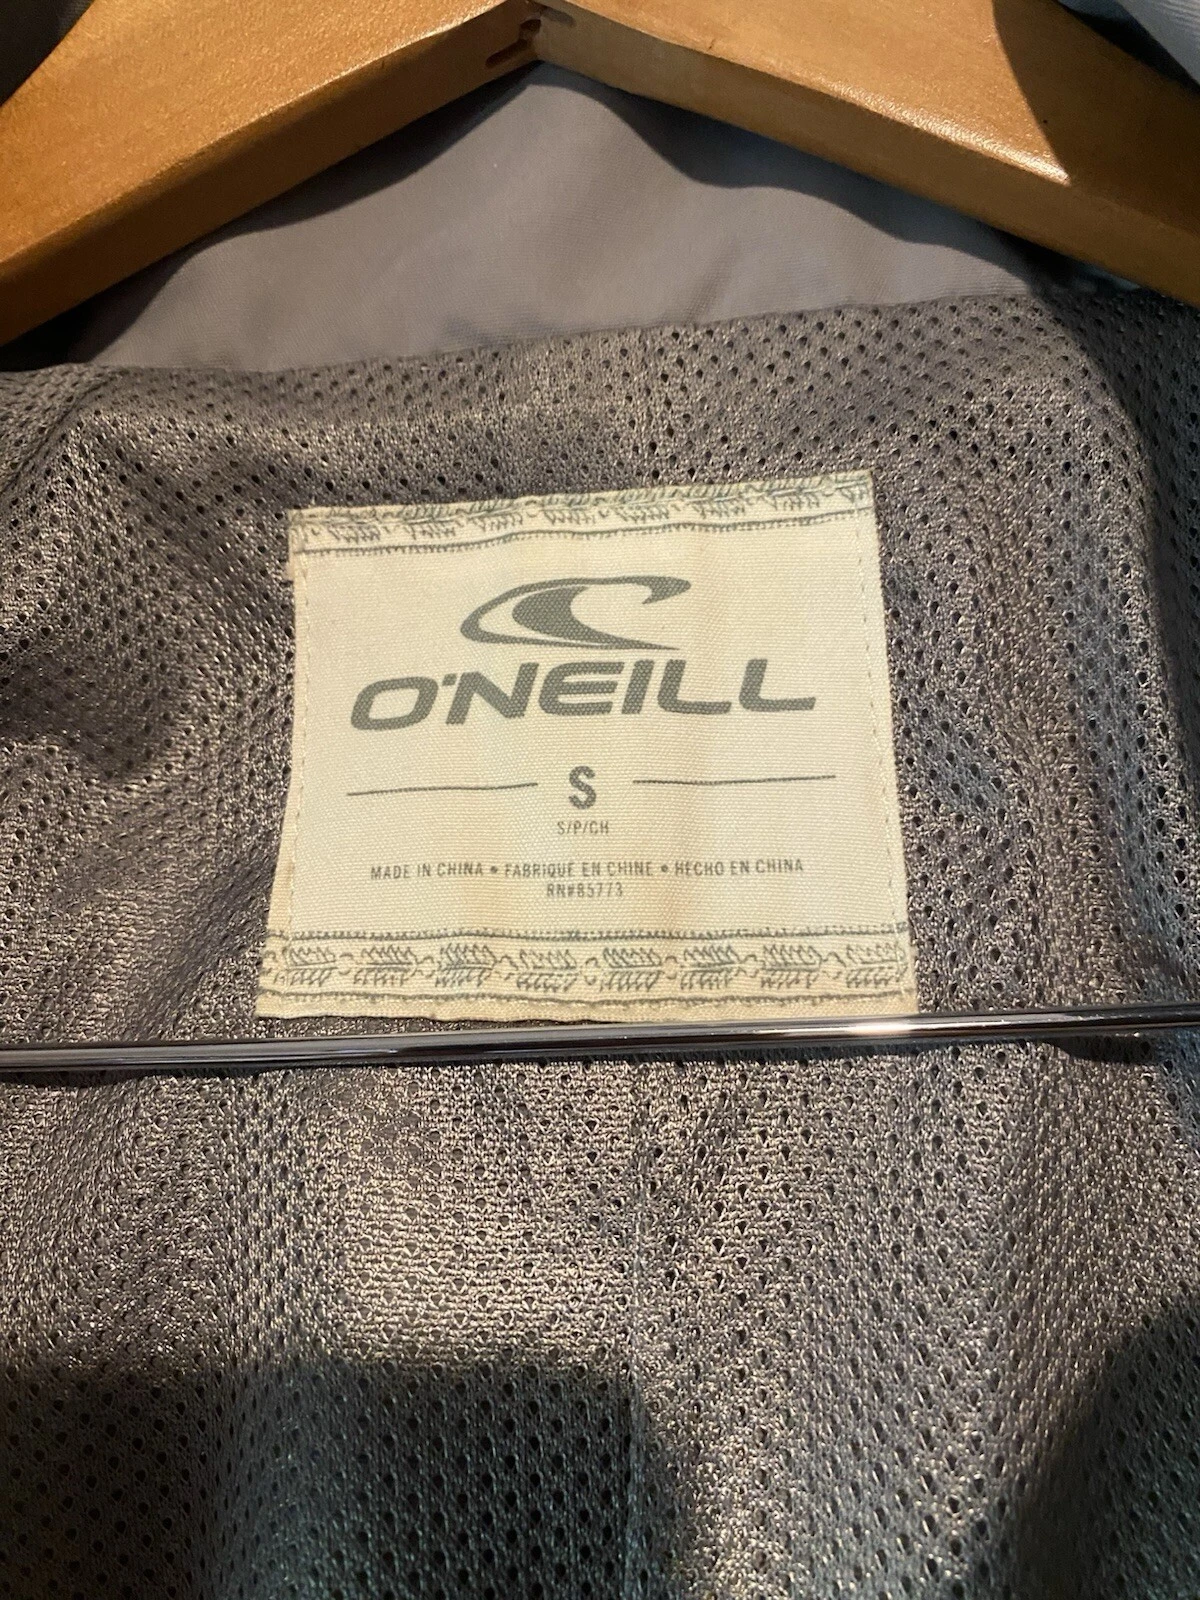 O'NEILL
S
S/P/CH
MADE IN CHINA • FABRIQUE EN CHINE • HECHO EN CHINA
RN#85773